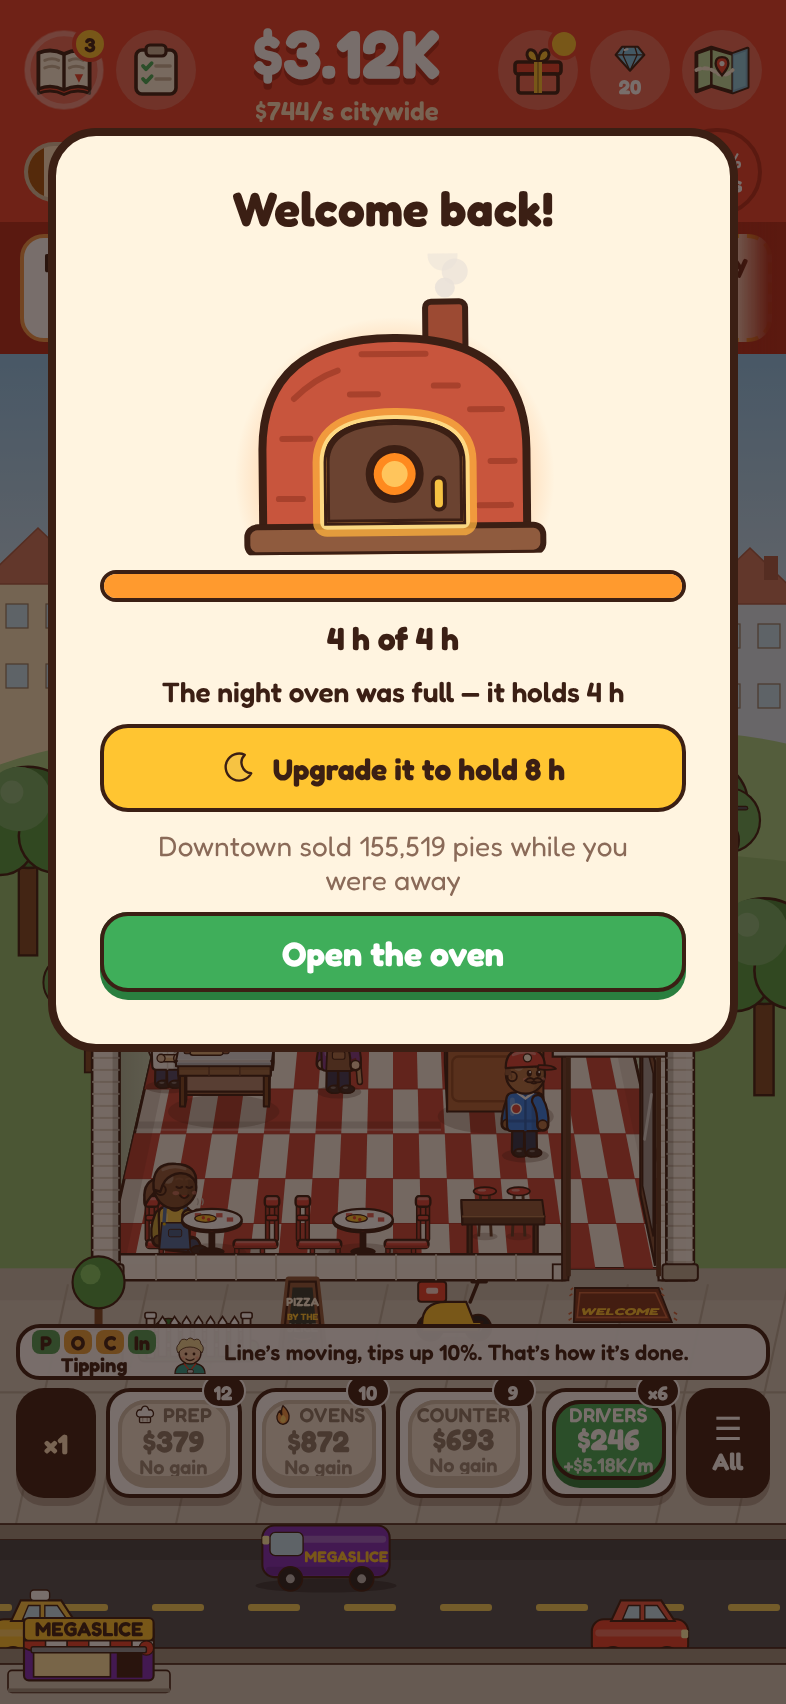 3
$3.12K
$744/s citywide
20
Welcome back!
4 h of 4 h
The night oven was full — it holds 4 h
Upgrade it to hold 8 h
Downtown sold 155,519 pies while you
were away
Open the oven
PIZZA
BY THE
WELCOME
P O C In
Tipping
Line's moving, tips up 10%. That's how it's done.
12
10
9
x6
x1
PREP
$379
No gain
OVENS
$872
No gain
COUNTER
$693
No gain
DRIVERS
$246
+$5.18K/m
All
MEGASLICE
MEGASLICE